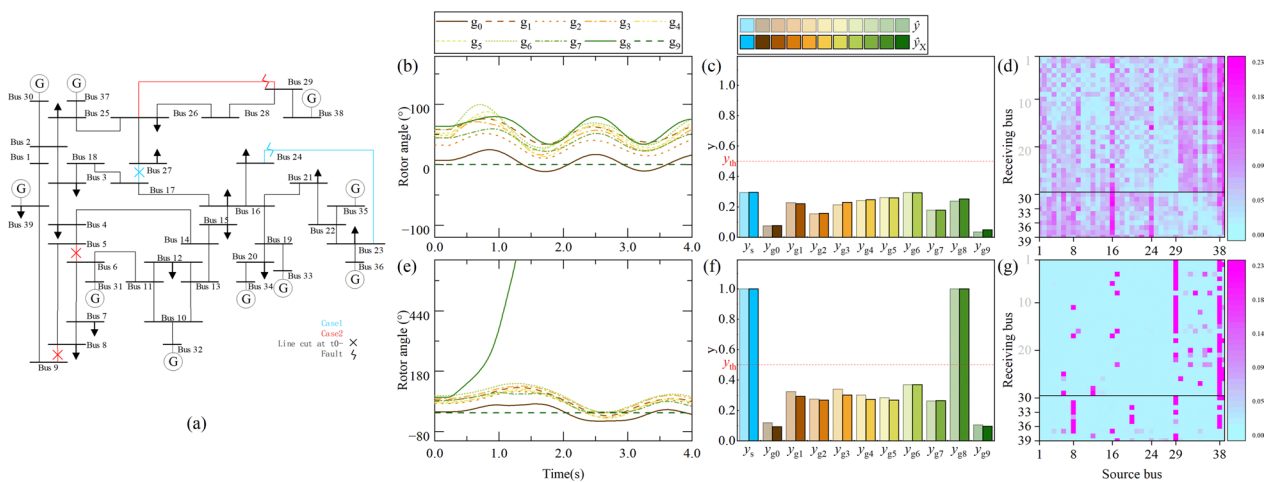 g0 g1 g2 g3 g4
g5 g6 g7 g8 g9
ŷ
ŷX
G
G
Bus 30
Bus 37
Bus 29
G
Bus 25
Bus 26
Bus 28
Bus 38
Bus 2
Bus 1
Bus 18
Bus 27
Bus 24
Bus 3
Bus 17
Bus 21
G
G
Bus 39
Bus 16
Bus 35
Bus 4
Bus 15
Bus 22
Bus 5
Bus 14
Bus 19
Bus 23
Bus 6
Bus 12
Bus 20
Bus 36
Bus 31
Bus 11
Bus 13
Bus 34
Bus 33
G
G
G
G
Bus 7
Bus 10
Bus 8
Bus 32
Bus 9
G
Case1
Case2
Line cut at t0-
Fault
(a)
(b)
Rotor angle (°)
100
0
−100
0.0 1.0 2.0 3.0 4.0
(c)
y
1
0.8
0.6
yth
0.4
0.2
0.0
ys yg0 yg1 yg2 yg3 yg4 yg5 yg6 yg7 yg8 yg9
(d)
Receiving bus
1
10
20
30
33
36
39
1 8 15 24 29 38
0.23
0.18
0.14
0.09
0.05
0.00
(e)
Rotor angle (°)
440
180
−80
0.0 1.0 2.0 3.0 4.0
Time(s)
(f)
y
1
0.8
0.6
yth
0.4
0.2
0.0
ys yg0 yg1 yg2 yg3 yg4 yg5 yg6 yg7 yg8 yg9
(g)
Receiving bus
1
10
20
30
33
36
39
1 8 15 24 29 38
Source bus
0.23
0.18
0.14
0.09
0.05
0.00